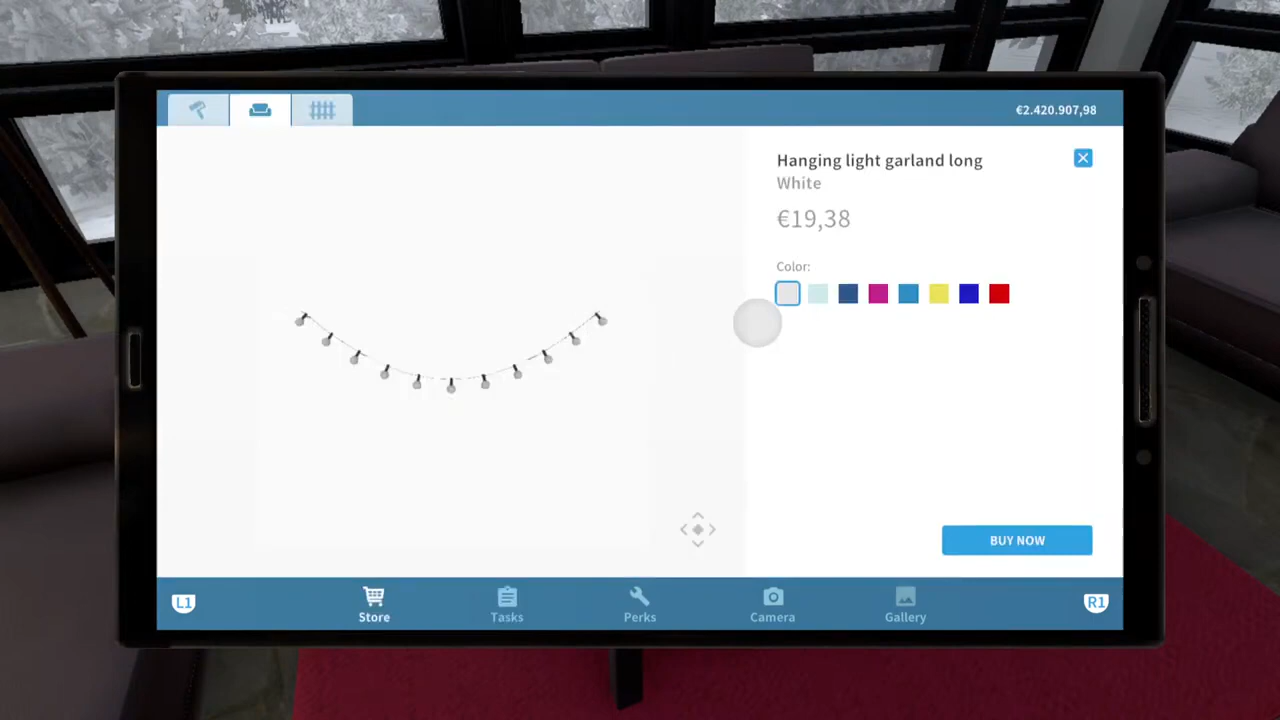 €2.420.907,98
Hanging light garland long
White
€19,38
Color:
BUY NOW
L1
Store
Tasks
Perks
Camera
Gallery
R1